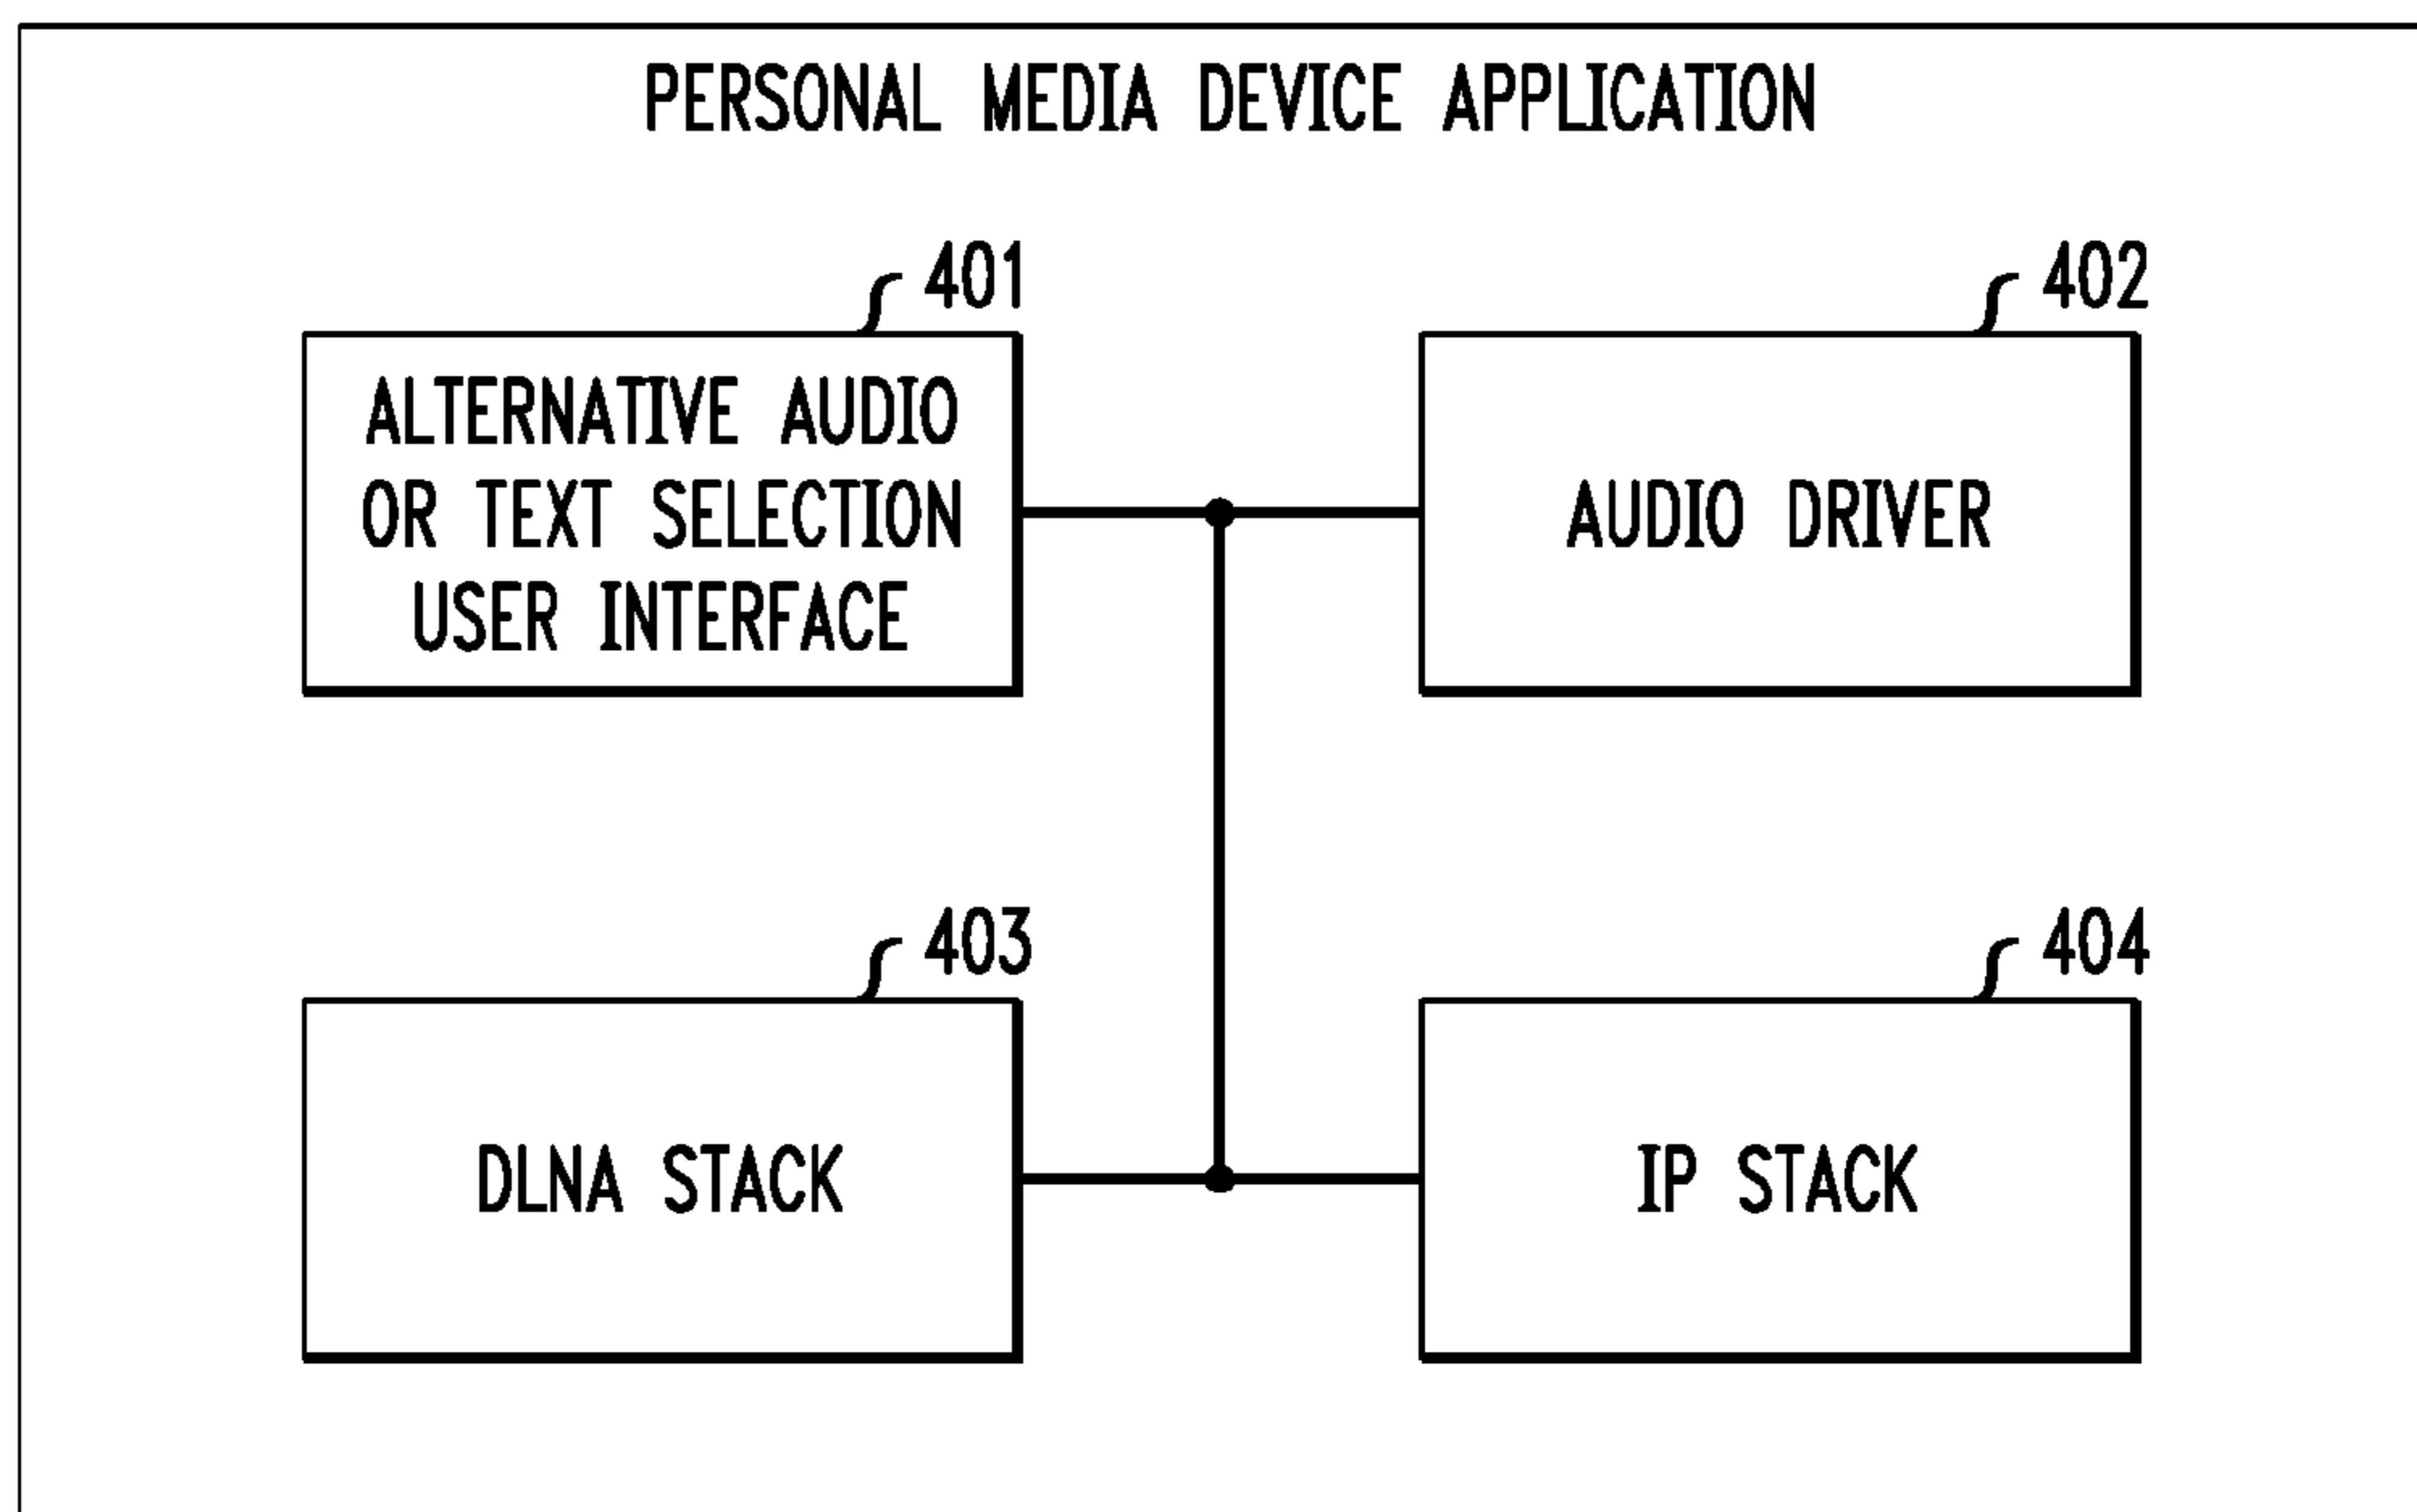 PERSONAL MEDIA DEVICE APPLICATION
401
402
ALTERNATIVE AUDIO
OR TEXT SELECTION
USER INTERFACE
AUDIO DRIVER
403
404
DLNA STACK
IP STACK